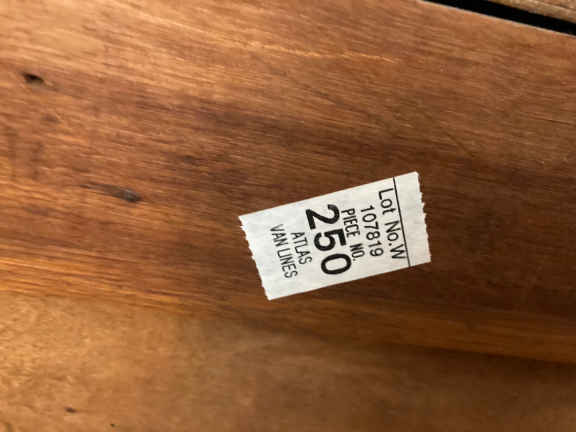 Lot No.W
107819
PIECE NO.
250
ATLAS
VAN LINES